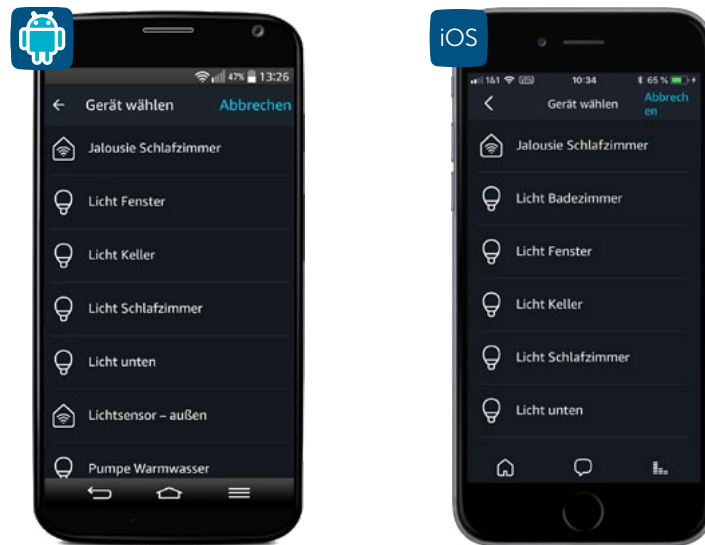 47% 13:26
Gerät wählen Abbrechen
Jalousie Schlafzimmer
Licht Fenster
Licht Keller
Licht Schlafzimmer
Licht unten
Lichtsensor – außen
Pumpe Warmwasser
iOS
1&1 10:34 65 %
Gerät wählen Abbrech
en
Jalousie Schlafzimmer
Licht Badezimmer
Licht Fenster
Licht Keller
Licht Schlafzimmer
Licht unten